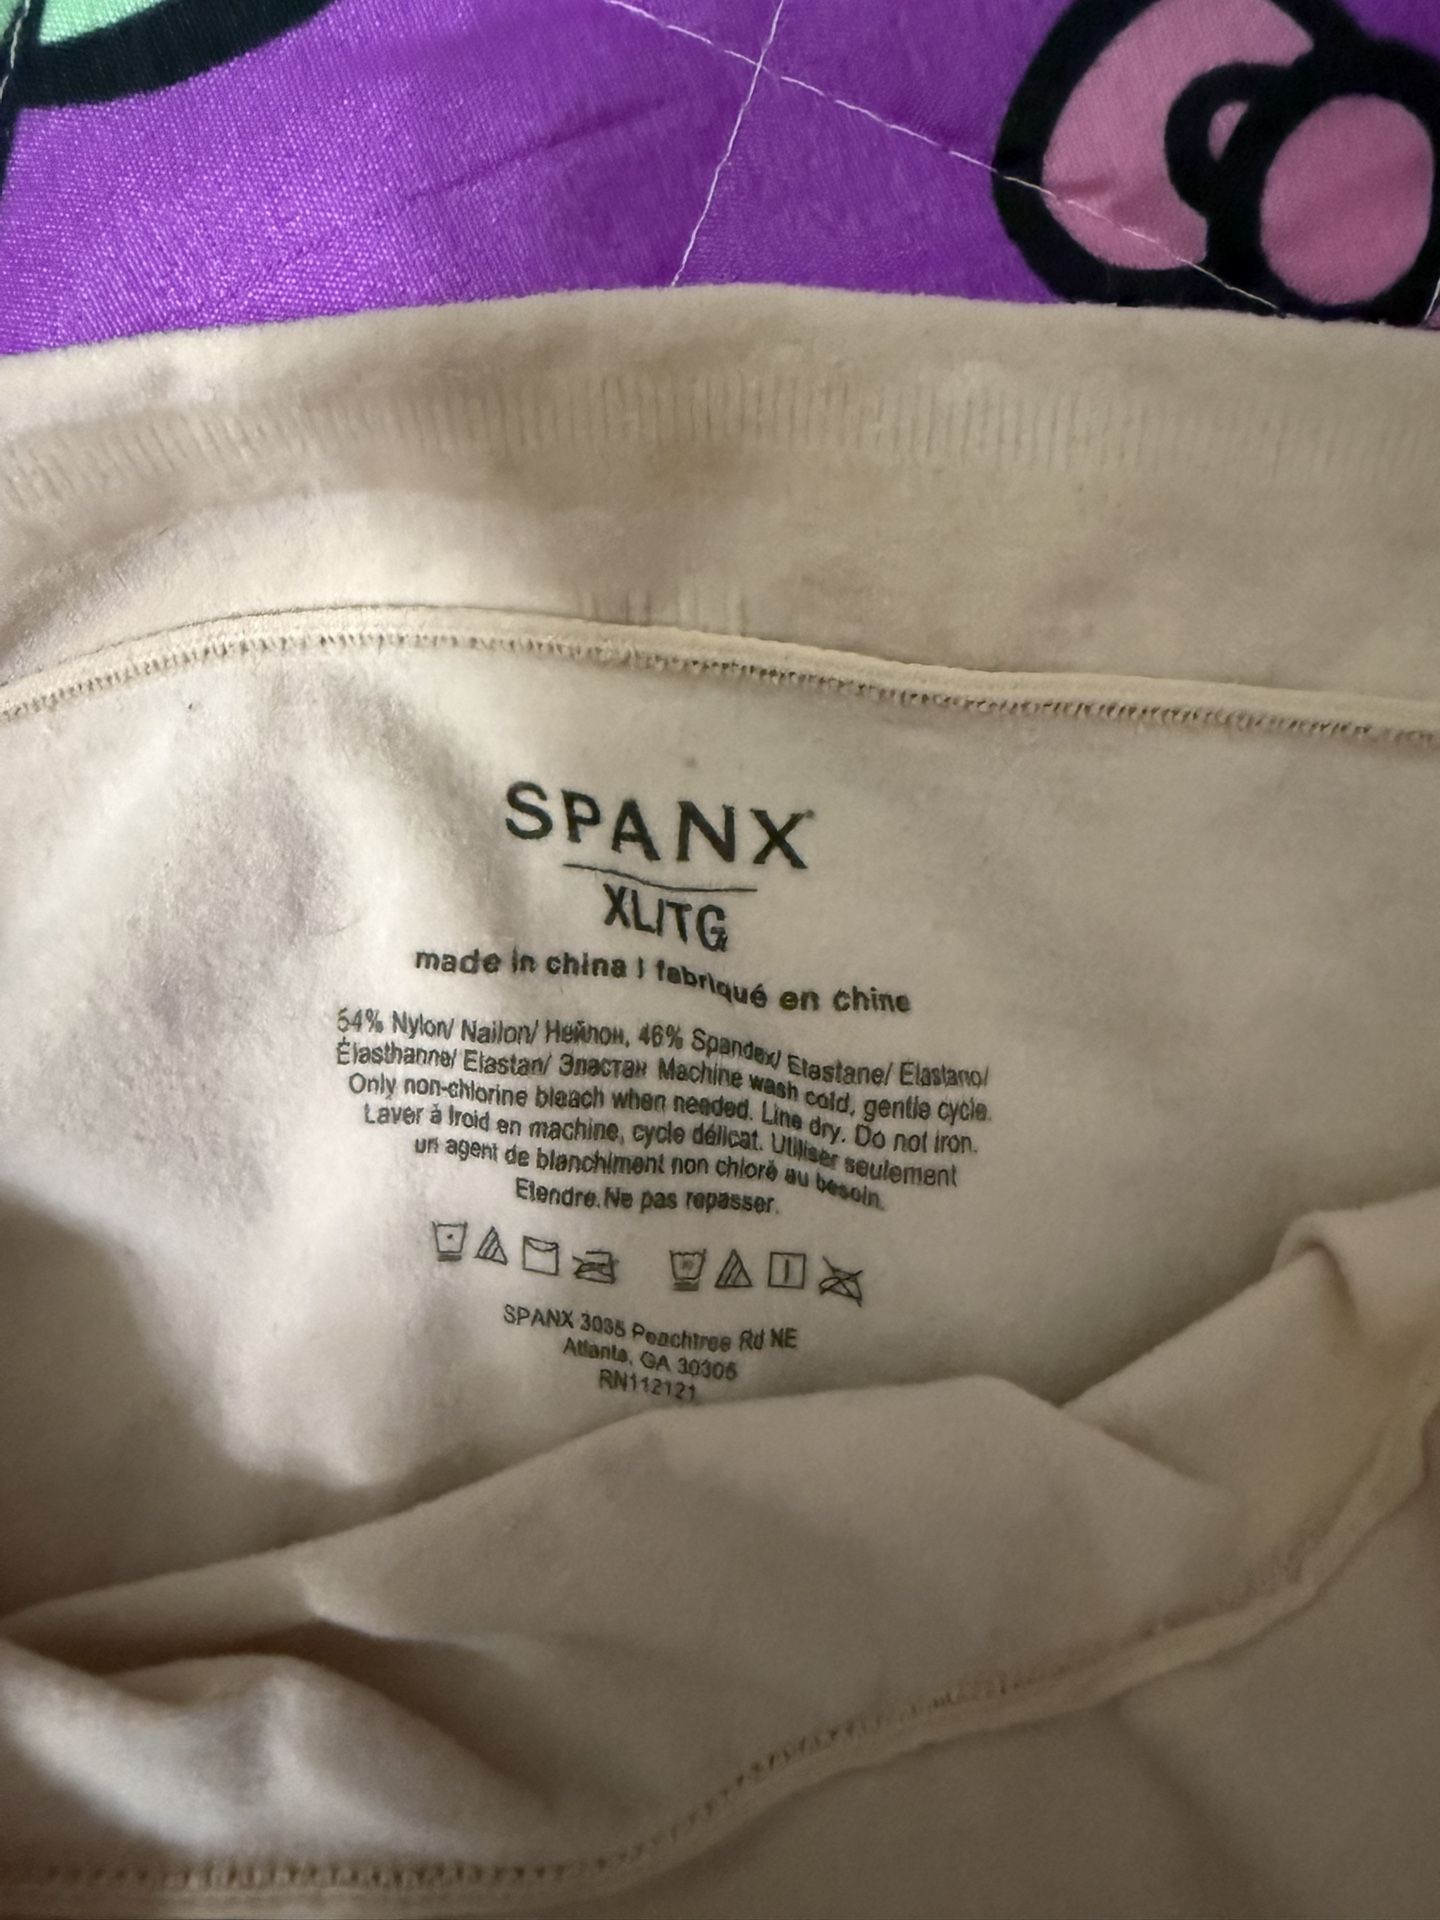 SPANX
XL/TG
made in china | fabriqué en chine
54% Nylon/ Nailon/ Нейлон, 46% Spandex/ Elastane/ Elastano/
Élasthanne/ Elastan/ Эластан Machine wash cold, gentle cycle.
Only non-chlorine bleach when needed. Line dry. Do not iron.
Laver à froid en machine, cycle délicat. Utiliser seulement
un agent de blanchiment non chloré au besoin.
Etendre. Ne pas repasser.
SPANX 3035 Peachtree Rd NE
Atlanta, GA 30305
RN112121